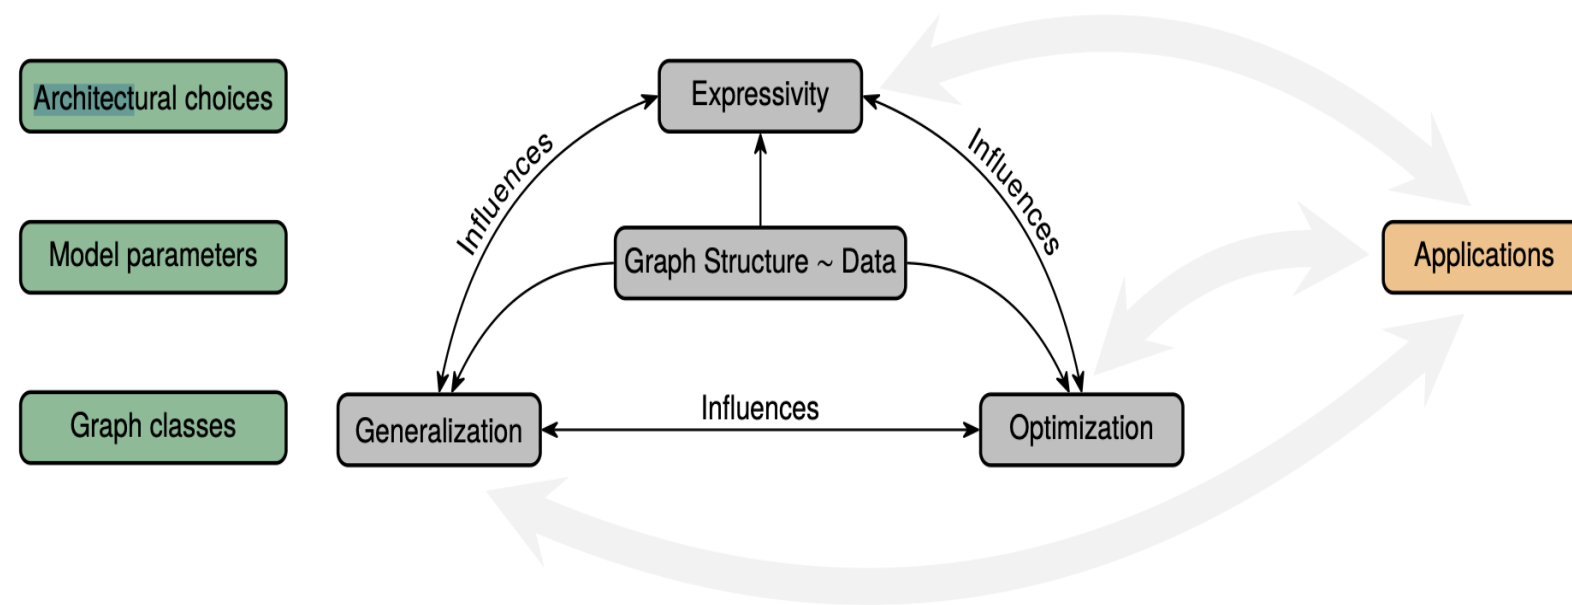 Architectural choices
Expressivity
Influences
Influences
Model parameters
Graph Structure ~ Data
Applications
Influences
Graph classes
Generalization
Optimization